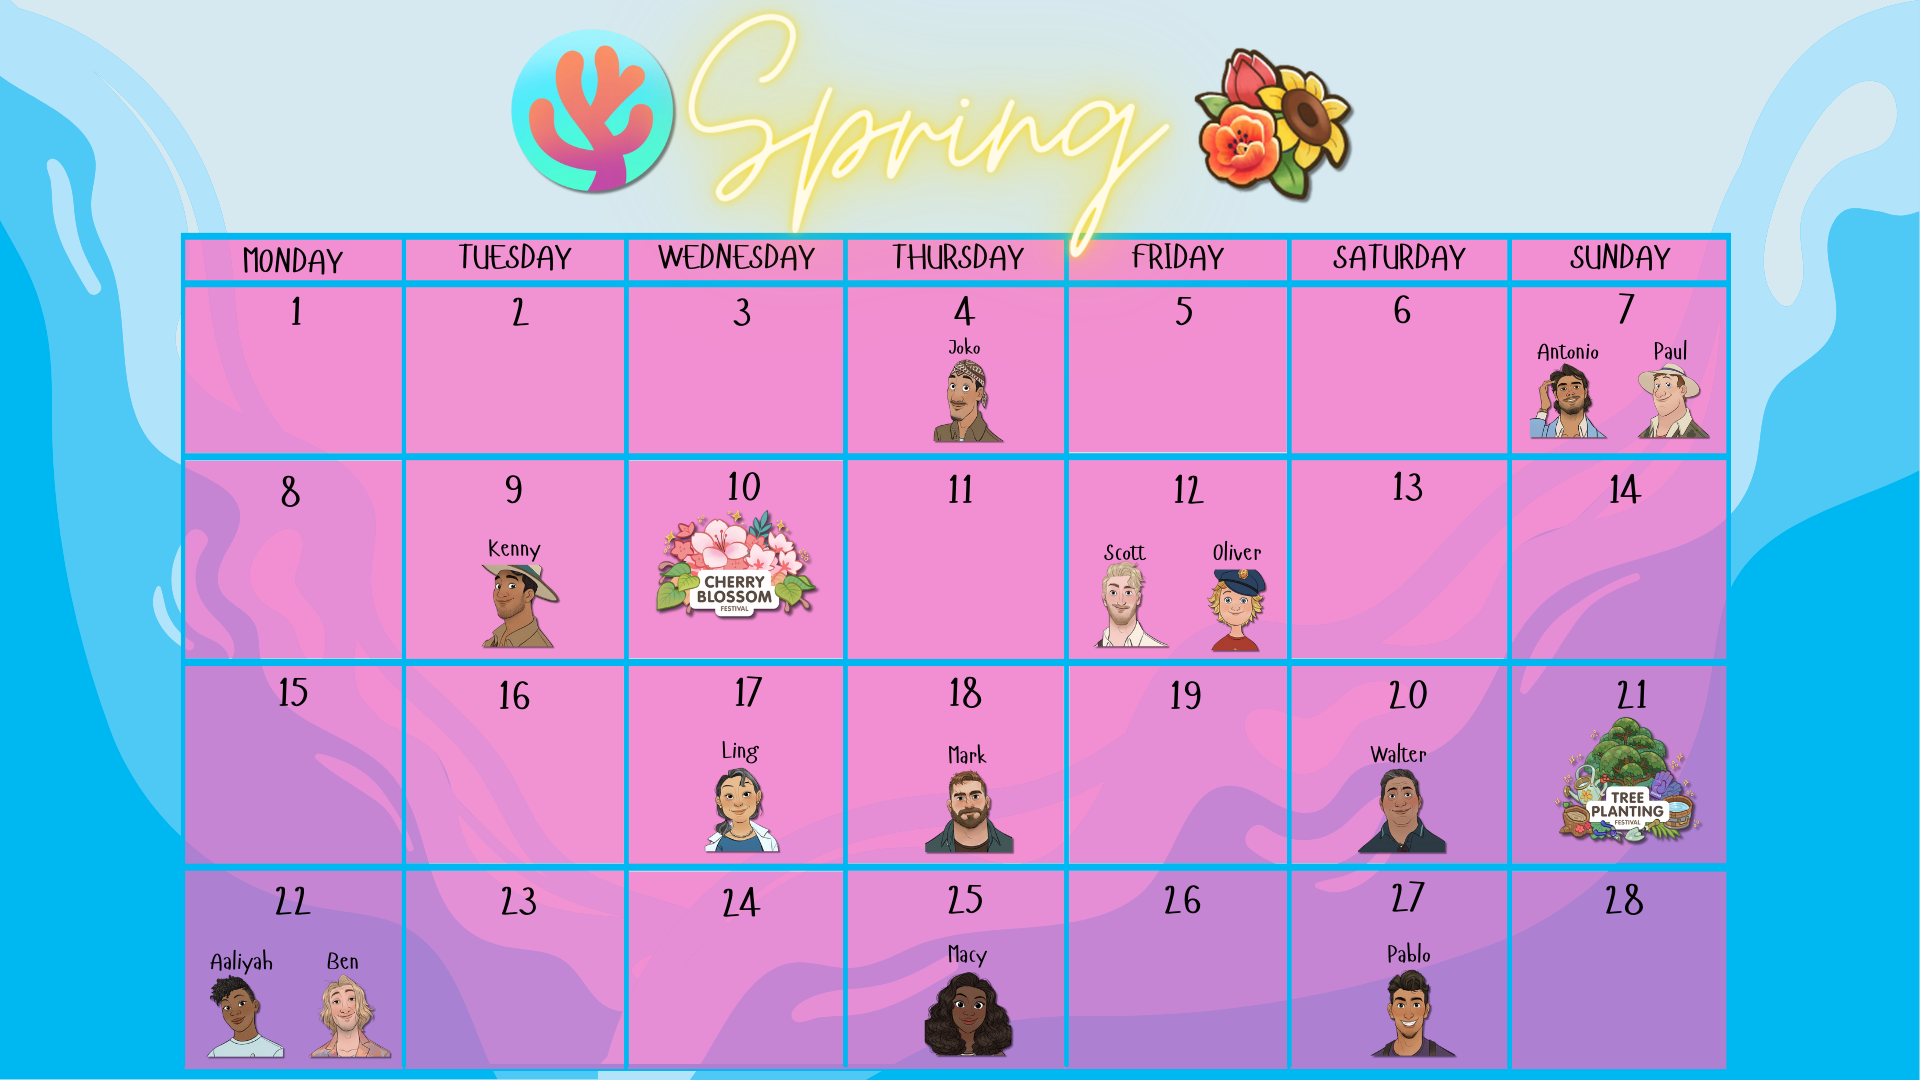 Spring
MONDAY TUESDAY WEDNESDAY THURSDAY FRIDAY SATURDAY SUNDAY
1 2 3 4 5 6 7
Joko
Antonio Paul
8 9 10 11 12 13 14
Kenny
CHERRY
BLOSSOM
FESTIVAL
Scott Oliver
15 16 17 18 19 20 21
Ling
Mark
Walter
TREE
PLANTING
FESTIVAL
22 23 24 25 26 27 28
Aaliyah Ben
Macy
Pablo